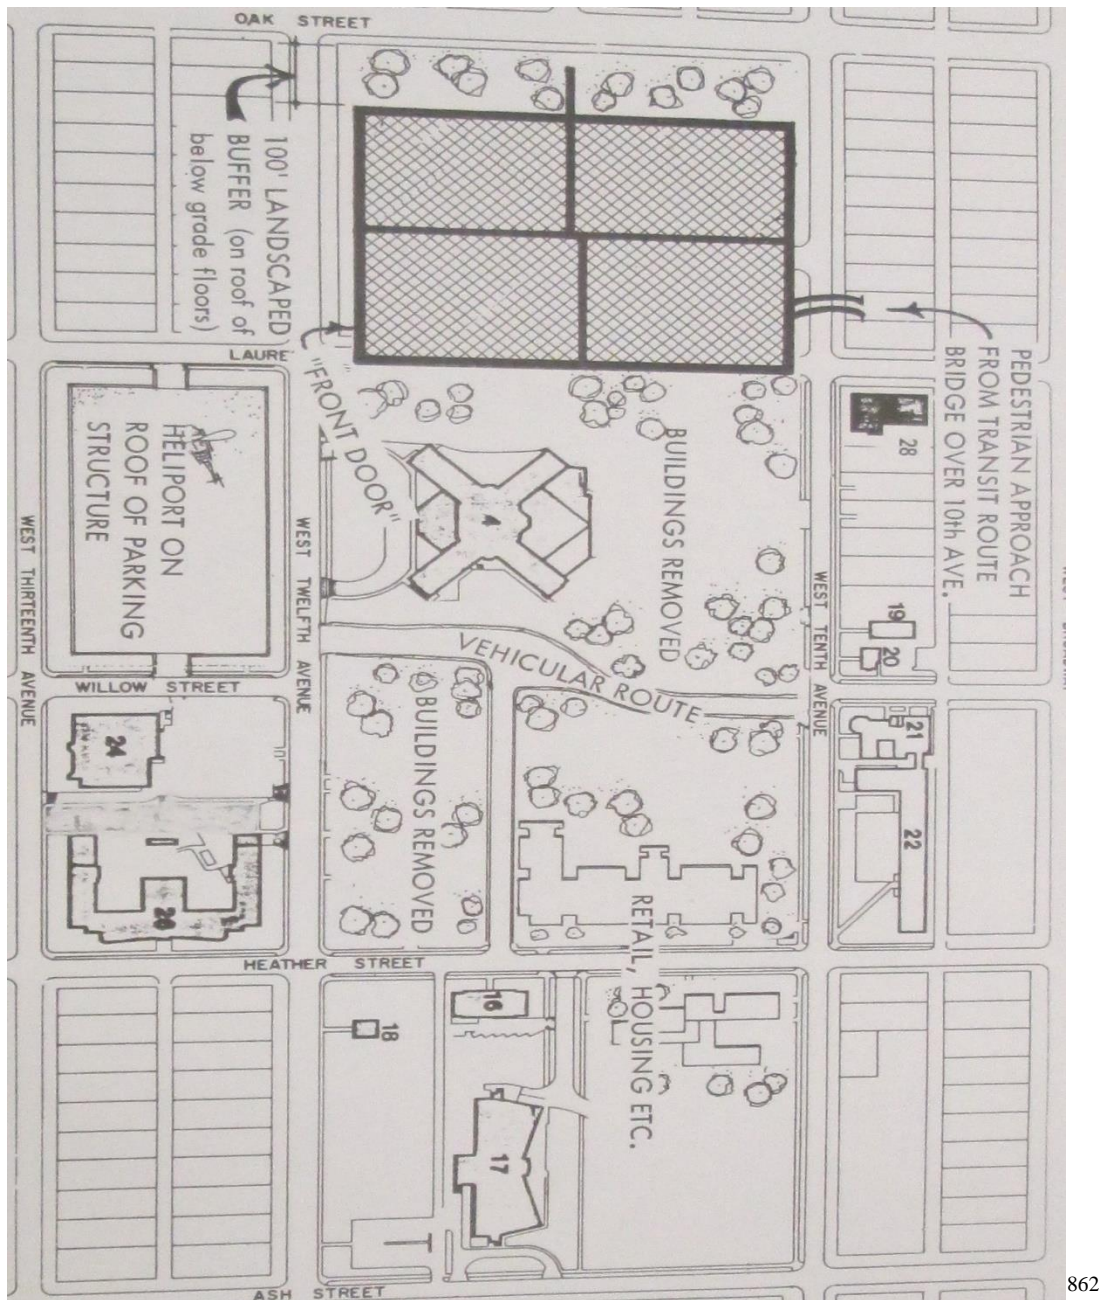 OAK STREET
100' LANDSCAPED
BUFFER (on roof of
below grade floors)
PEDESTRIAN APPROACH
FROM TRANSIT ROUTE
BRIDGE OVER 10th AVE.
LAURE
"FRONT DOOR"
28
HELIPORT ON
ROOF OF PARKING
STRUCTURE
4
BUILDINGS REMOVED
WEST THIRTEENTH AVENUE
WEST TWELFTH AVENUE
WEST TENTH AVENUE
19
20
VEHICULAR ROUTE
WILLOW STREET
BUILDINGS REMOVED
24
21
22
26
RETAIL, HOUSING ETC.
HEATHER STREET
16
18
17
ASH STREET
862